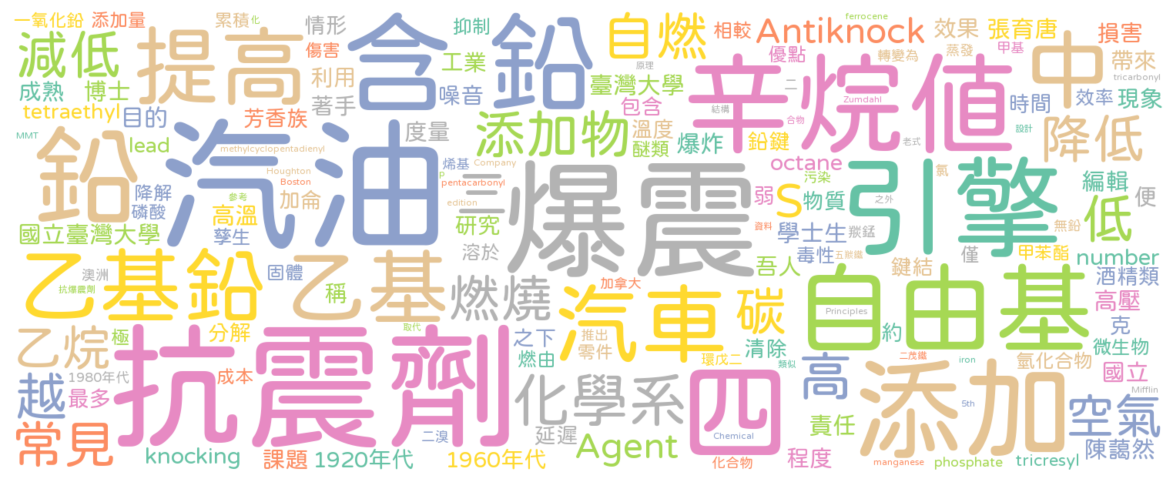 一氧化鉛 添加量 累積 化 情形 抑制 自燃 相較 ferrocene 效果 張育唐 損害
減低 提高 傷害 含 鉛 工業 原理 Antiknock 優點 轉變為 甲基 中 帶來
成熟 博士 利用 噪音 臺灣大學 辛烷值 蒸發 tricarbonyl
tetraethyl 目的 芳香族 著手 包含 結構 二 Zumdahl 時間 效率 現象
MMT lead methylcyclopentadienyl 度量 添加物 溫度 爆炸 鉛鍵 合物 老式 設計 降低
鉛 汽油 Houghton 烯基 Company 醚類 octane 引擎 氧
降解 Boston P pentacarbonyl 三 爆震 污染 弱 S 物質 之外 編輯 便
磷酸 高溫 參考 加侖 edition 研究 資料 學士生 羰錳 無鉛 低
國立臺灣大學 孳生 溶於 毒性 五羰鐵 僅 甲苯酯 number
乙基鉛 澳洲 固體 乙基 燃燒 加拿大 吾人 鍵結 酒精類
抗爆震劑 稱 汽車 碳 自由基 高壓
乙烷 極 分解 取代 之下 推出 Principles 約 克
1980年代 抗震劑 燃由 零件 清除 環戊二 類似 高 二茂鐵 iron 氫化合物 微生物
越 最多 成本 化學系 四 添加 國立 Mifflin
常見 二溴 延遲 Agent Chemical 責任 5th 空氣
knocking 課題 1920年代 1960年代 化合物 程度 manganese phosphate tricresyl 陳藹然